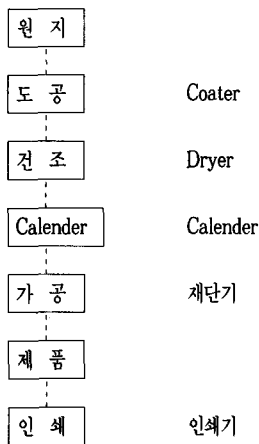 원 지
도 공 Coater
건 조 Dryer
Calender Calender
가 공 재단기
제 품
인 쇄 인쇄기